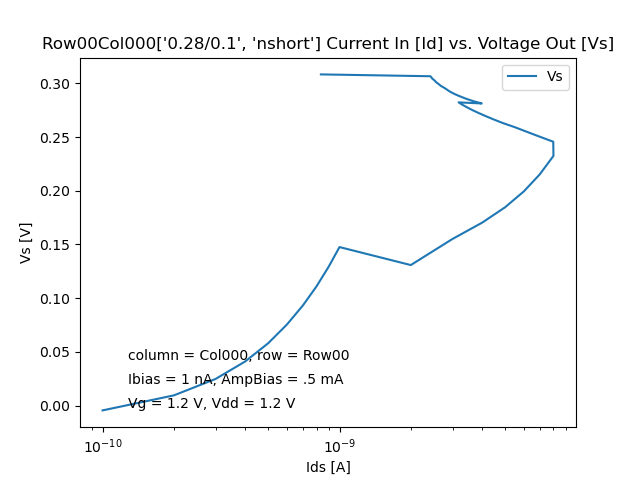 Row00Col000['0.28/0.1', 'nshort'] Current In [Id] vs. Voltage Out [Vs]
Vs
0.30
0.25
0.20
0.15
0.10
0.05
0.00
Vs [V]
column = Col000, row = Row00
Ibias = 1 nA, AmpBias = .5 mA
Vg = 1.2 V, Vdd = 1.2 V
10⁻¹⁰ 10⁻⁹
Ids [A]